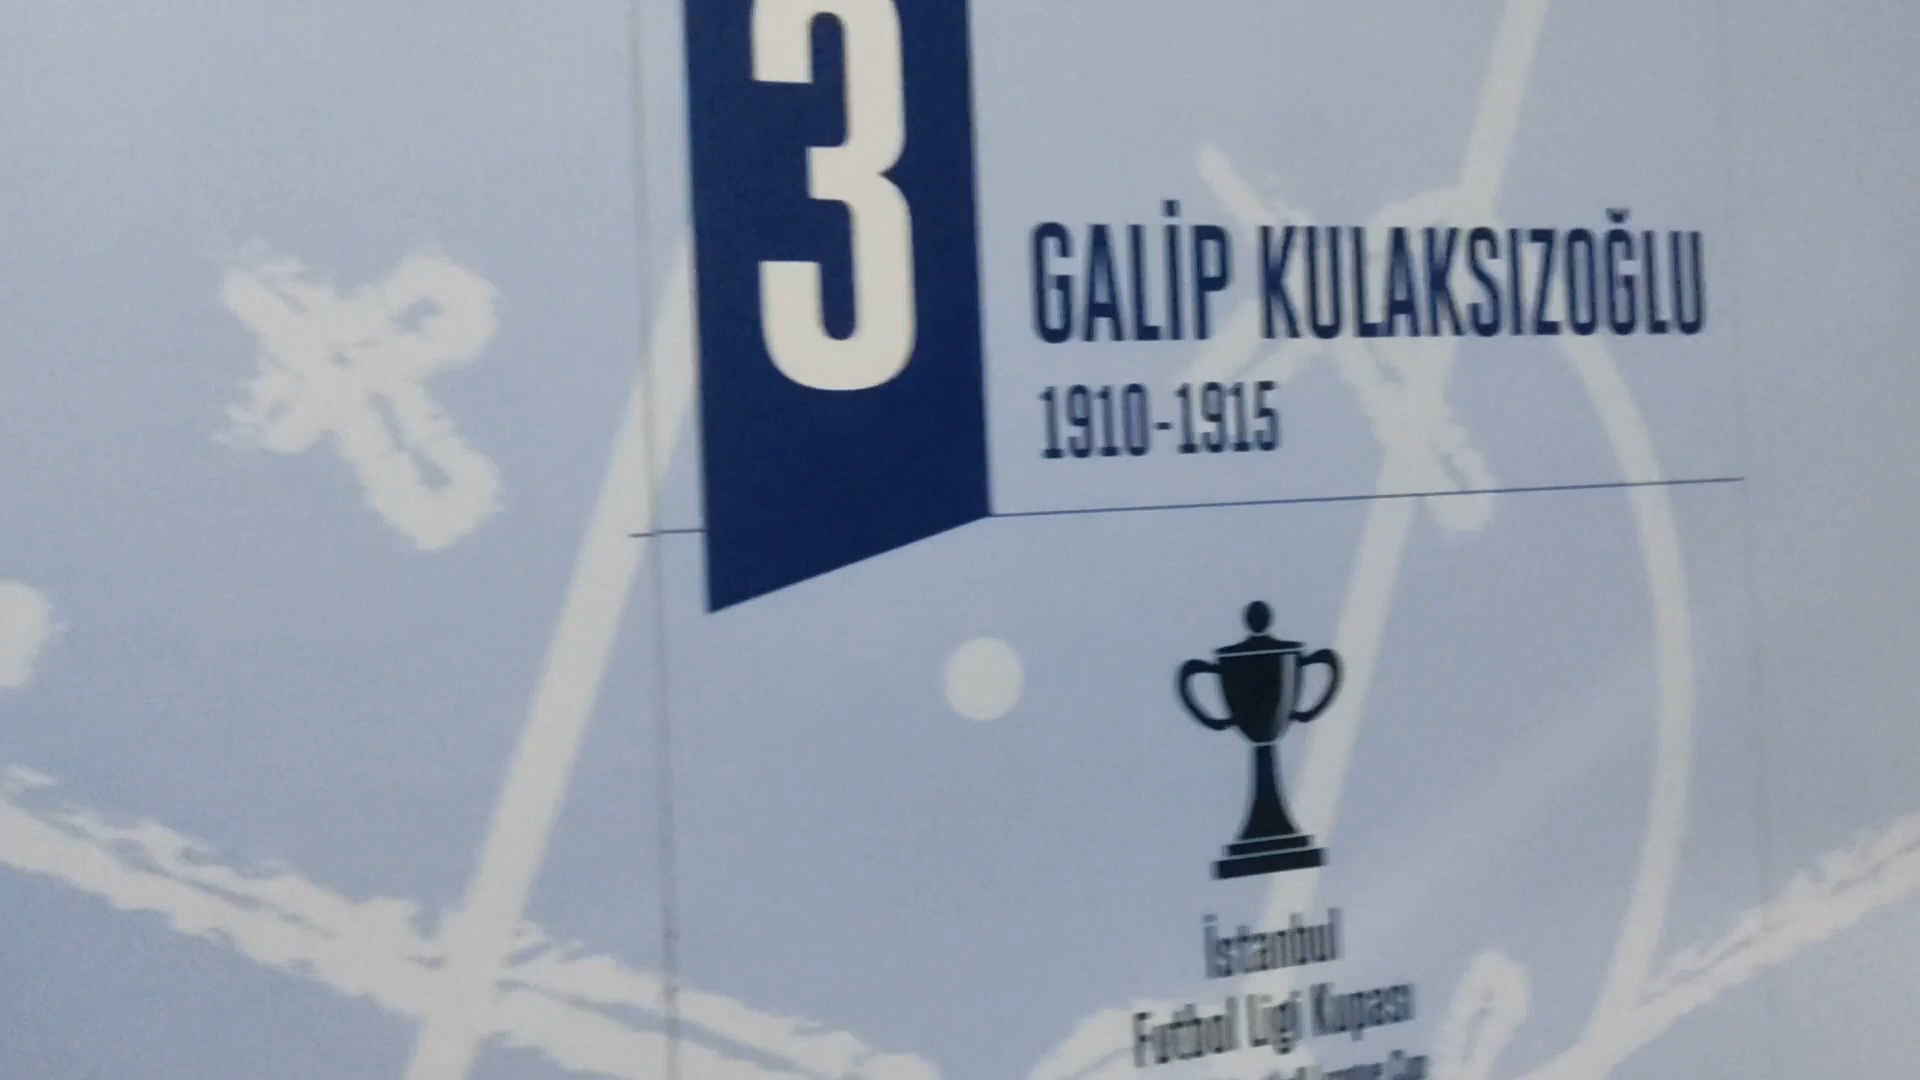 3
GALİP KULAKSIZOĞLU
1910-1915
İstanbul
Futbol Ligi Kupası